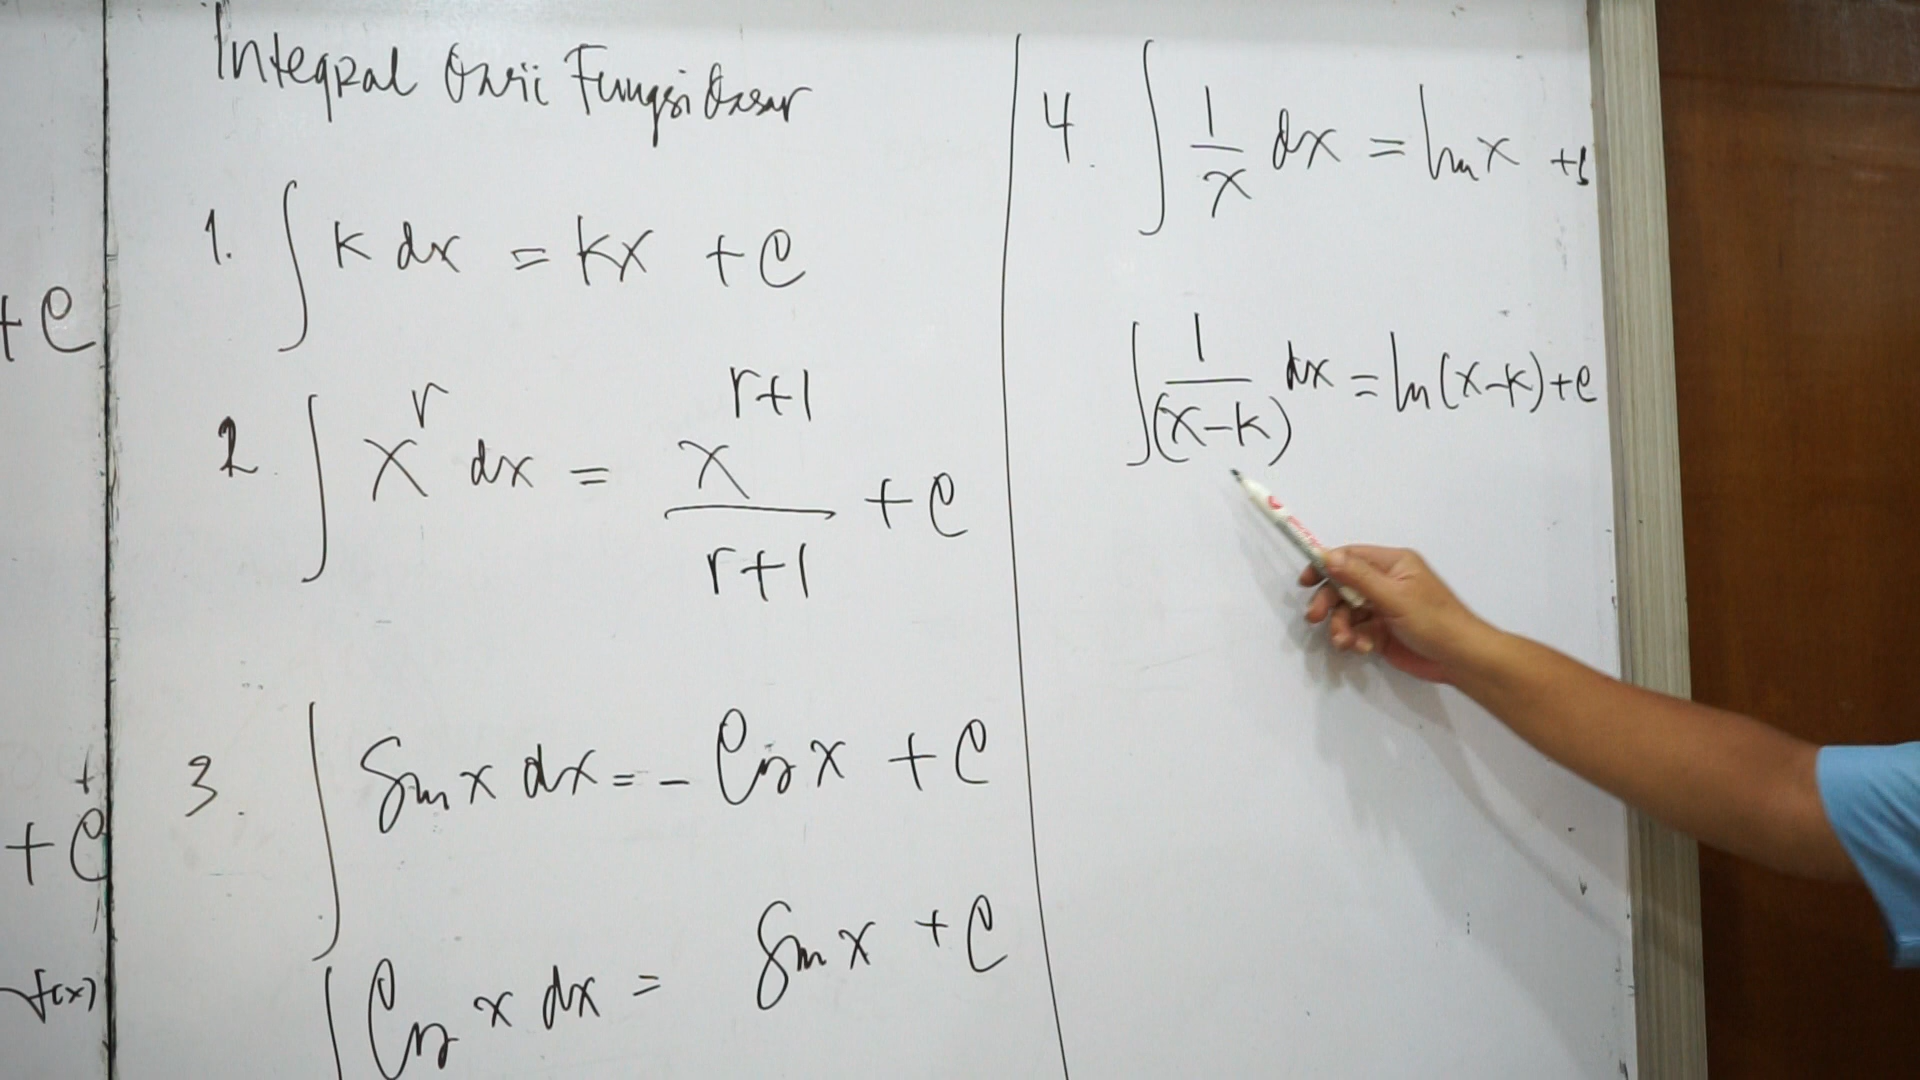 Integral dari Fungsi dasar
1. ∫ k dx = kx + C
2. ∫ x^r dx = x^(r+1) / (r+1) + C
3. ∫ Sin x dx = - Cos x + C
∫ Cos x dx = Sin x + C
4. ∫ 1/x dx = ln x +
∫ 1/(x-k) dx = ln(x-k)+C
+C
+
+C
f(x)